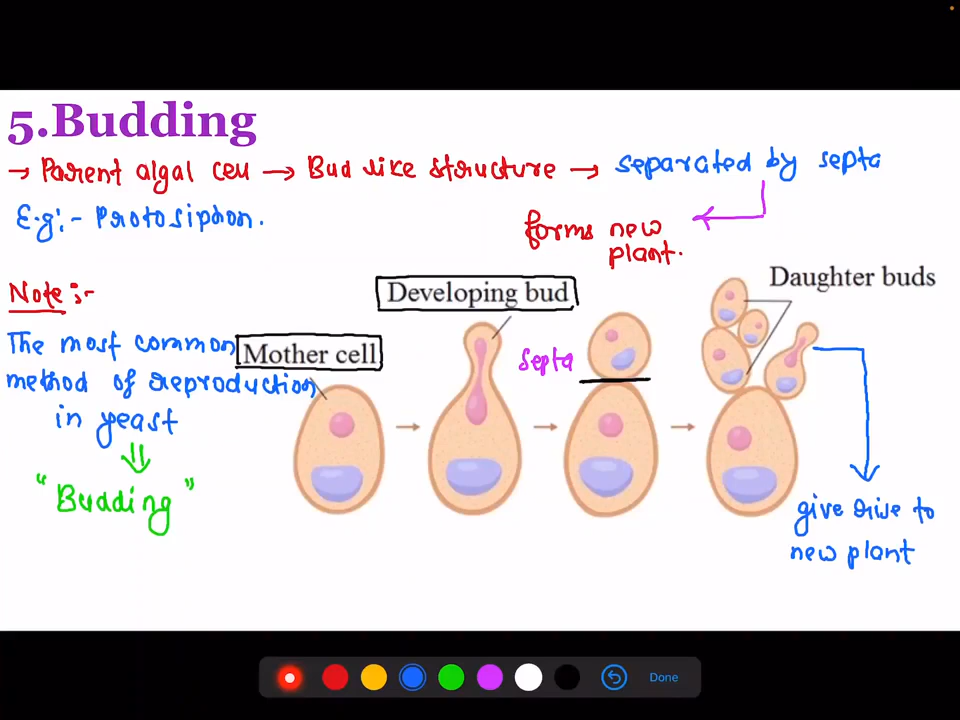 5.Budding
→ Parent algal cell → Bud like structure → separated by septa
E.g:- Protosiphon.
forms new
plant.
Note:-
Developing bud
Daughter buds
The most common
Mother cell
septa
method of reproduction
in yeast
"Budding"
give rise to
new plant
Done